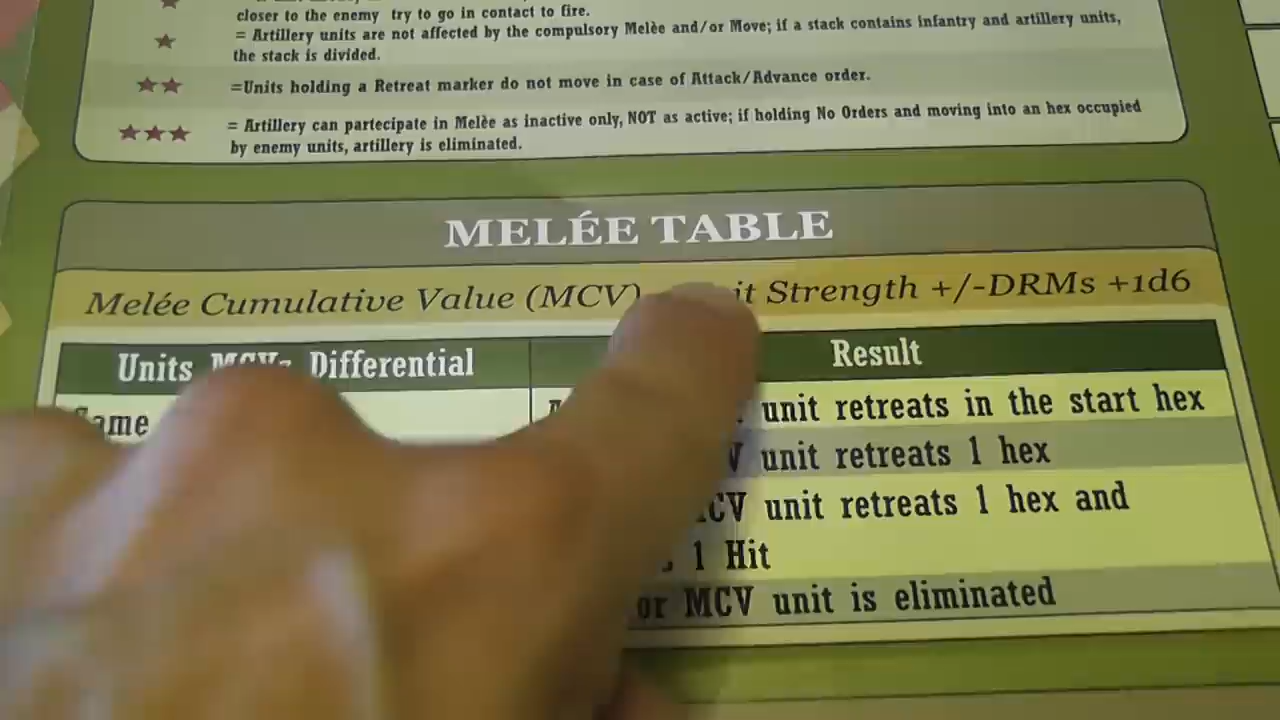 closer to the enemy try to go in contact to fire.
= Artillery units are not affected by the compulsory Melèe and/or Move; if a stack contains infantry and artillery units,
the stack is divided.
=Units holding a Retreat marker do not move in case of Attack/Advance order.
= Artillery can partecipate in Melèe as inactive only, NOT as active; if holding No Orders and moving into an hex occupied
by enemy units, artillery is eliminated.
MELÉE TABLE
Melée Cumulative Value (MCV) Strength +/-DRMs +1d6
Units Differential
Result
unit retreats in the start hex
unit retreats 1 hex
unit retreats 1 hex and
1 Hit
MCV unit is eliminated